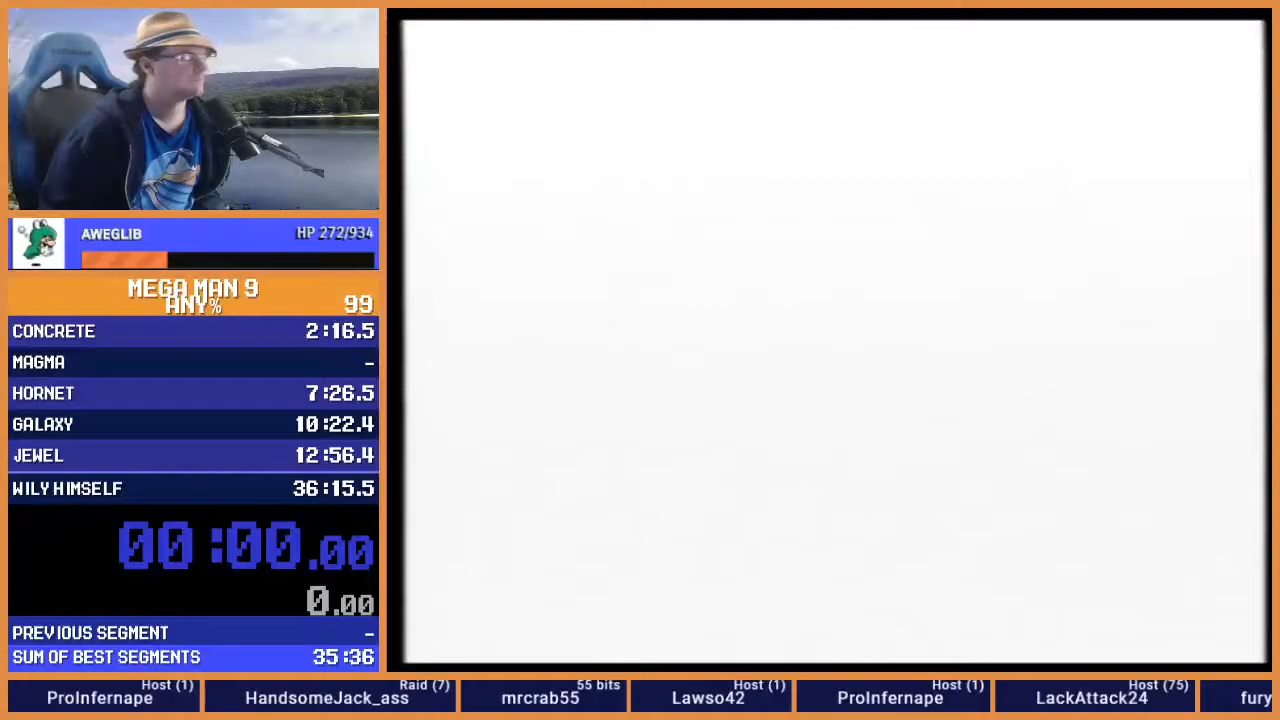 AWEGLIB HP 272/934
MEGA MAN 9
ANY% 99
CONCRETE 2:16.5
MAGMA -
HORNET 7:26.5
GALAXY 10:22.4
JEWEL 12:56.4
WILY HIMSELF 36:15.5
00:00.00
0.00
PREVIOUS SEGMENT -
SUM OF BEST SEGMENTS 35:36
Host (1) Raid (7) 55 bits Host (1) Host (1) Host (75)
ProInfernape HandsomeJack_ass mrcrab55 Lawso42 ProInfernape LackAttack24 fury